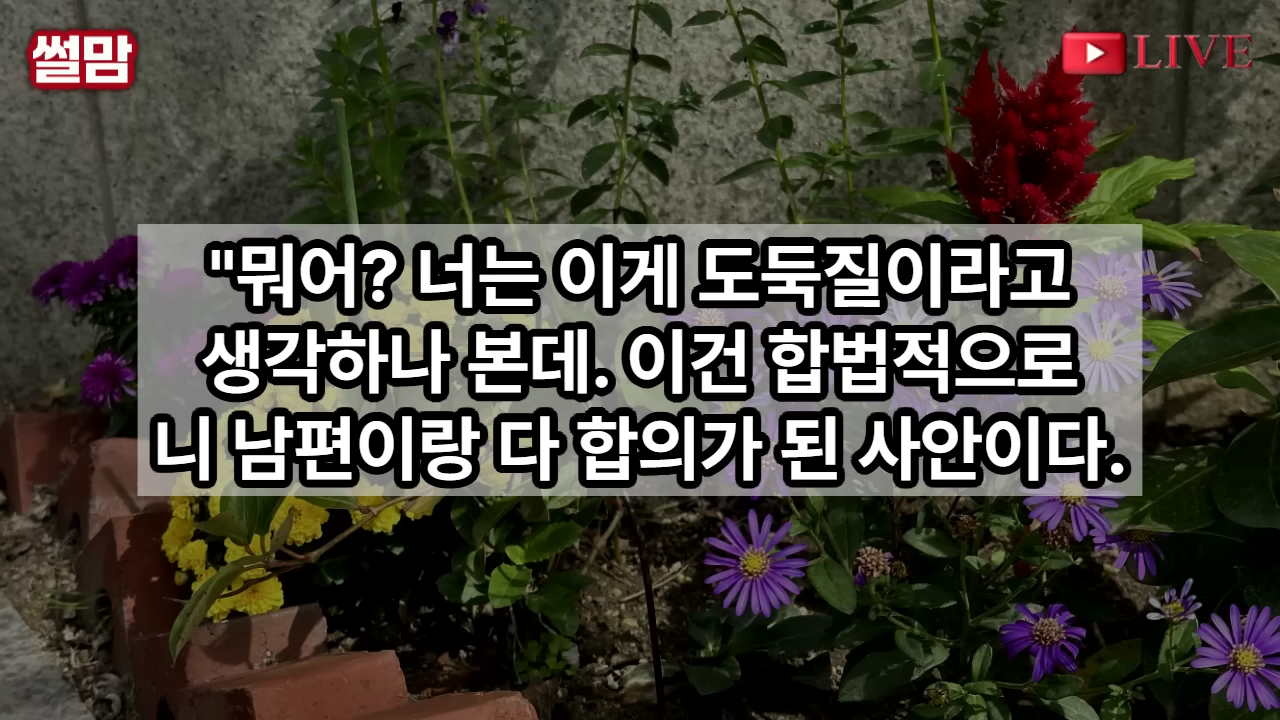 썰맘
LIVE
"뭐어? 너는 이게 도둑질이라고
생각하나 본데. 이건 합법적으로
니 남편이랑 다 합의가 된 사안이다.